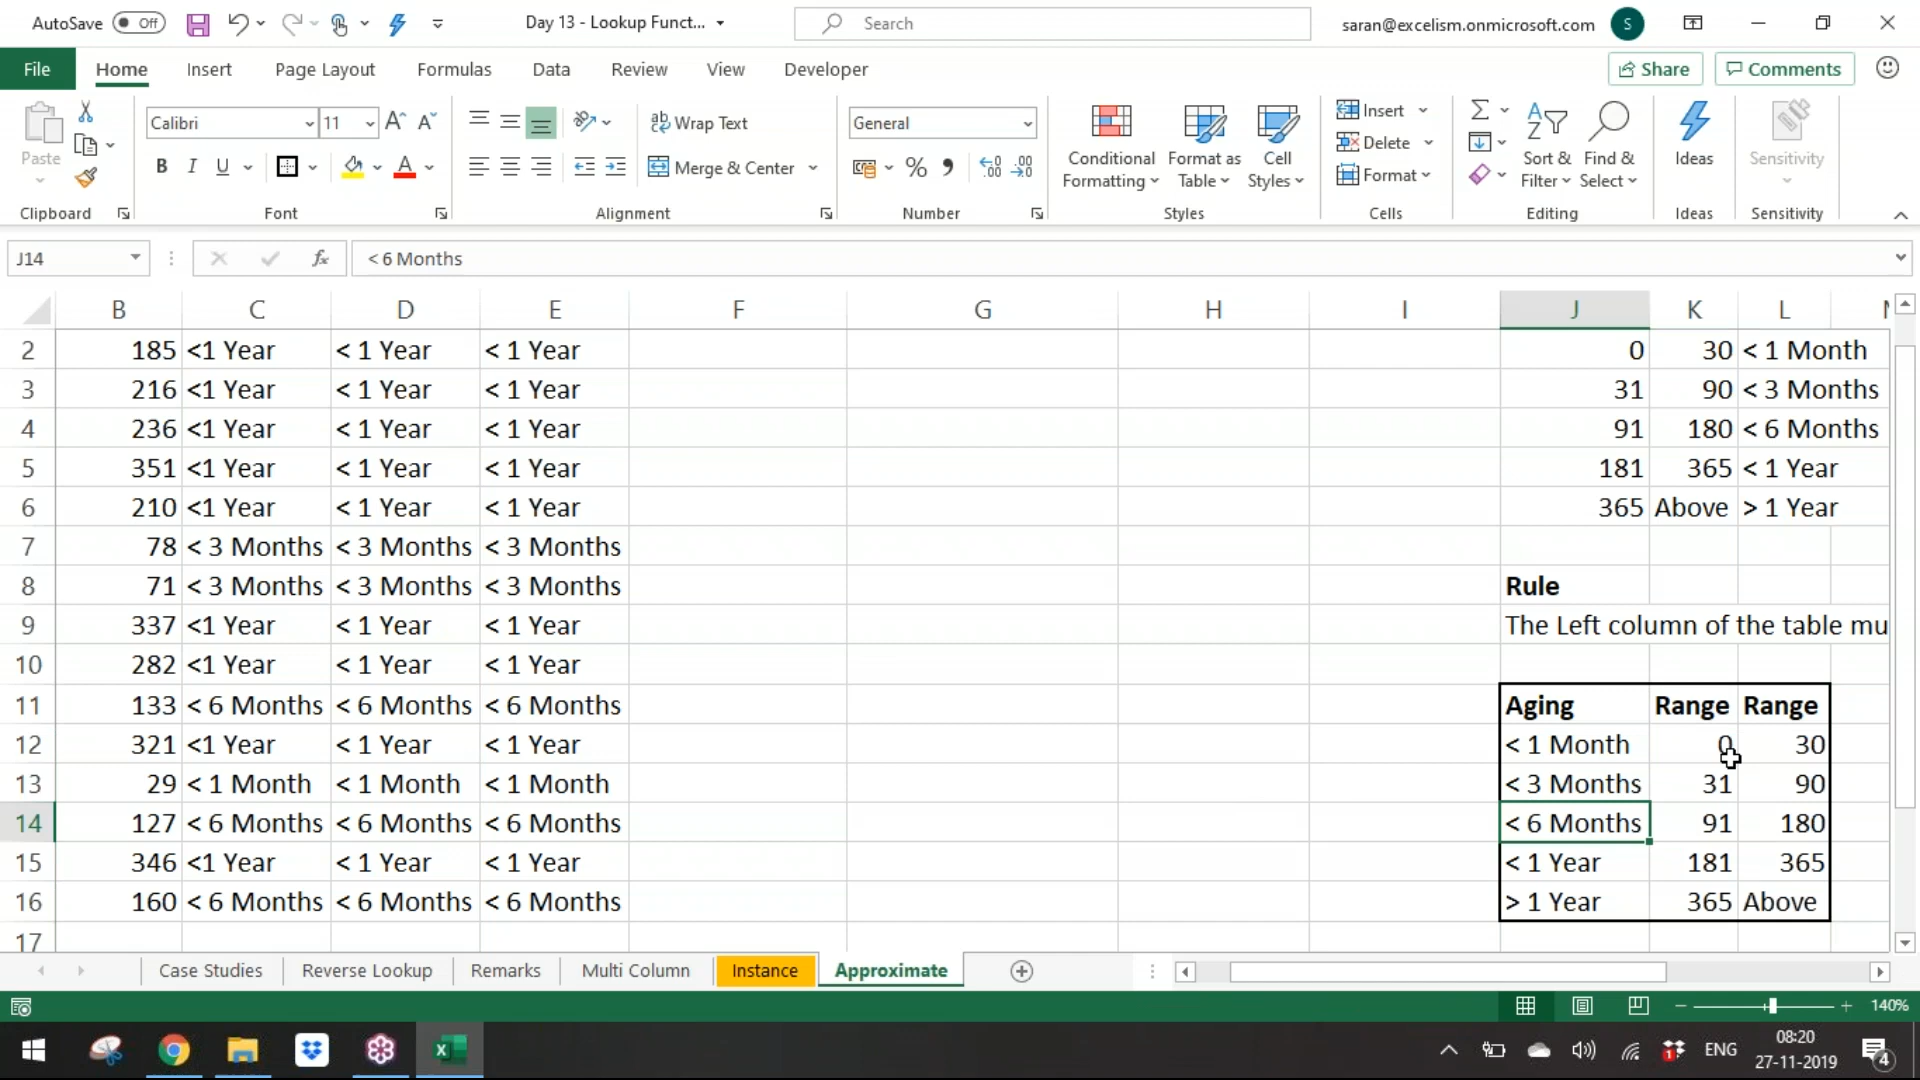 AutoSave Off Day 13 - Lookup Funct... Search saran@excelism.onmicrosoft.com S
File Home Insert Page Layout Formulas Data Review View Developer Share Comments
Paste Calibri 11 B I U Wrap Text Merge & Center General Conditional Formatting Format as Table Cell Styles Insert Delete Format Sort & Filter Find & Select Ideas Sensitivity
Clipboard Font Alignment Number Styles Cells Editing Ideas Sensitivity
J14 fx < 6 Months
B C D E F G H I J K L
2 185 <1 Year < 1 Year < 1 Year 0 30 < 1 Month
3 216 <1 Year < 1 Year < 1 Year 31 90 < 3 Months
4 236 <1 Year < 1 Year < 1 Year 91 180 < 6 Months
5 351 <1 Year < 1 Year < 1 Year 181 365 < 1 Year
6 210 <1 Year < 1 Year < 1 Year 365 Above > 1 Year
7 78 < 3 Months < 3 Months < 3 Months
8 71 < 3 Months < 3 Months < 3 Months Rule
9 337 <1 Year < 1 Year < 1 Year The Left column of the table mu
10 282 <1 Year < 1 Year < 1 Year
11 133 < 6 Months < 6 Months < 6 Months Aging Range Range
12 321 <1 Year < 1 Year < 1 Year < 1 Month 0 30
13 29 < 1 Month < 1 Month < 1 Month < 3 Months 31 90
14 127 < 6 Months < 6 Months < 6 Months < 6 Months 91 180
15 346 <1 Year < 1 Year < 1 Year < 1 Year 181 365
16 160 < 6 Months < 6 Months < 6 Months > 1 Year 365 Above
17
Case Studies Reverse Lookup Remarks Multi Column Instance Approximate
140%
ENG 08:20
27-11-2019 4